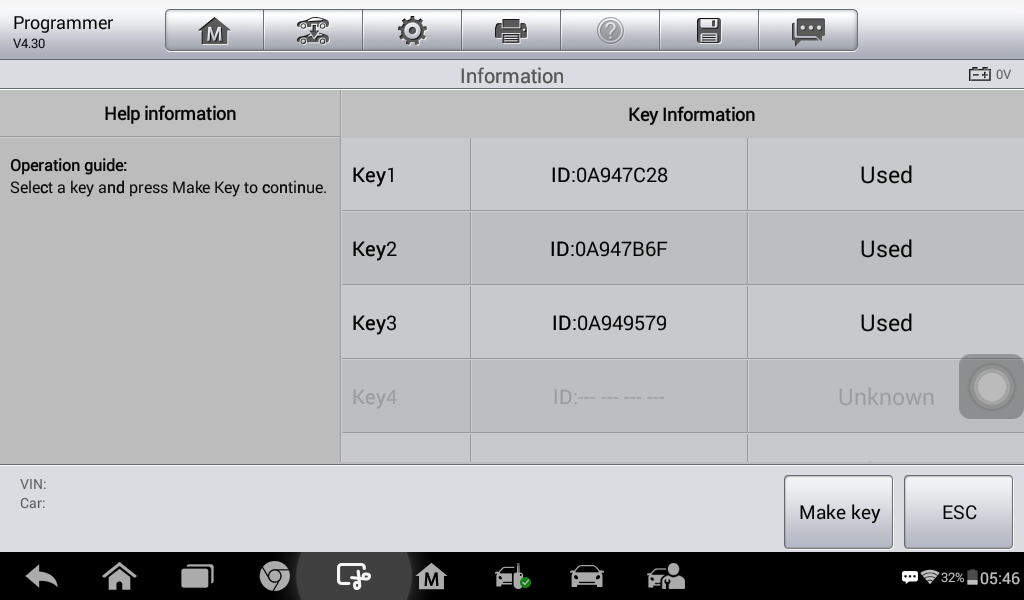 Programmer
V4.30
M
?
Information
0V
Help information
Key Information
Operation guide:
Select a key and press Make Key to continue.
Key1 ID:0A947C28 Used
Key2 ID:0A947B6F Used
Key3 ID:0A949579 Used
Key4 ID:--- --- --- --- Unknown
VIN:
Car:
Make key
ESC
M
32%
05:46